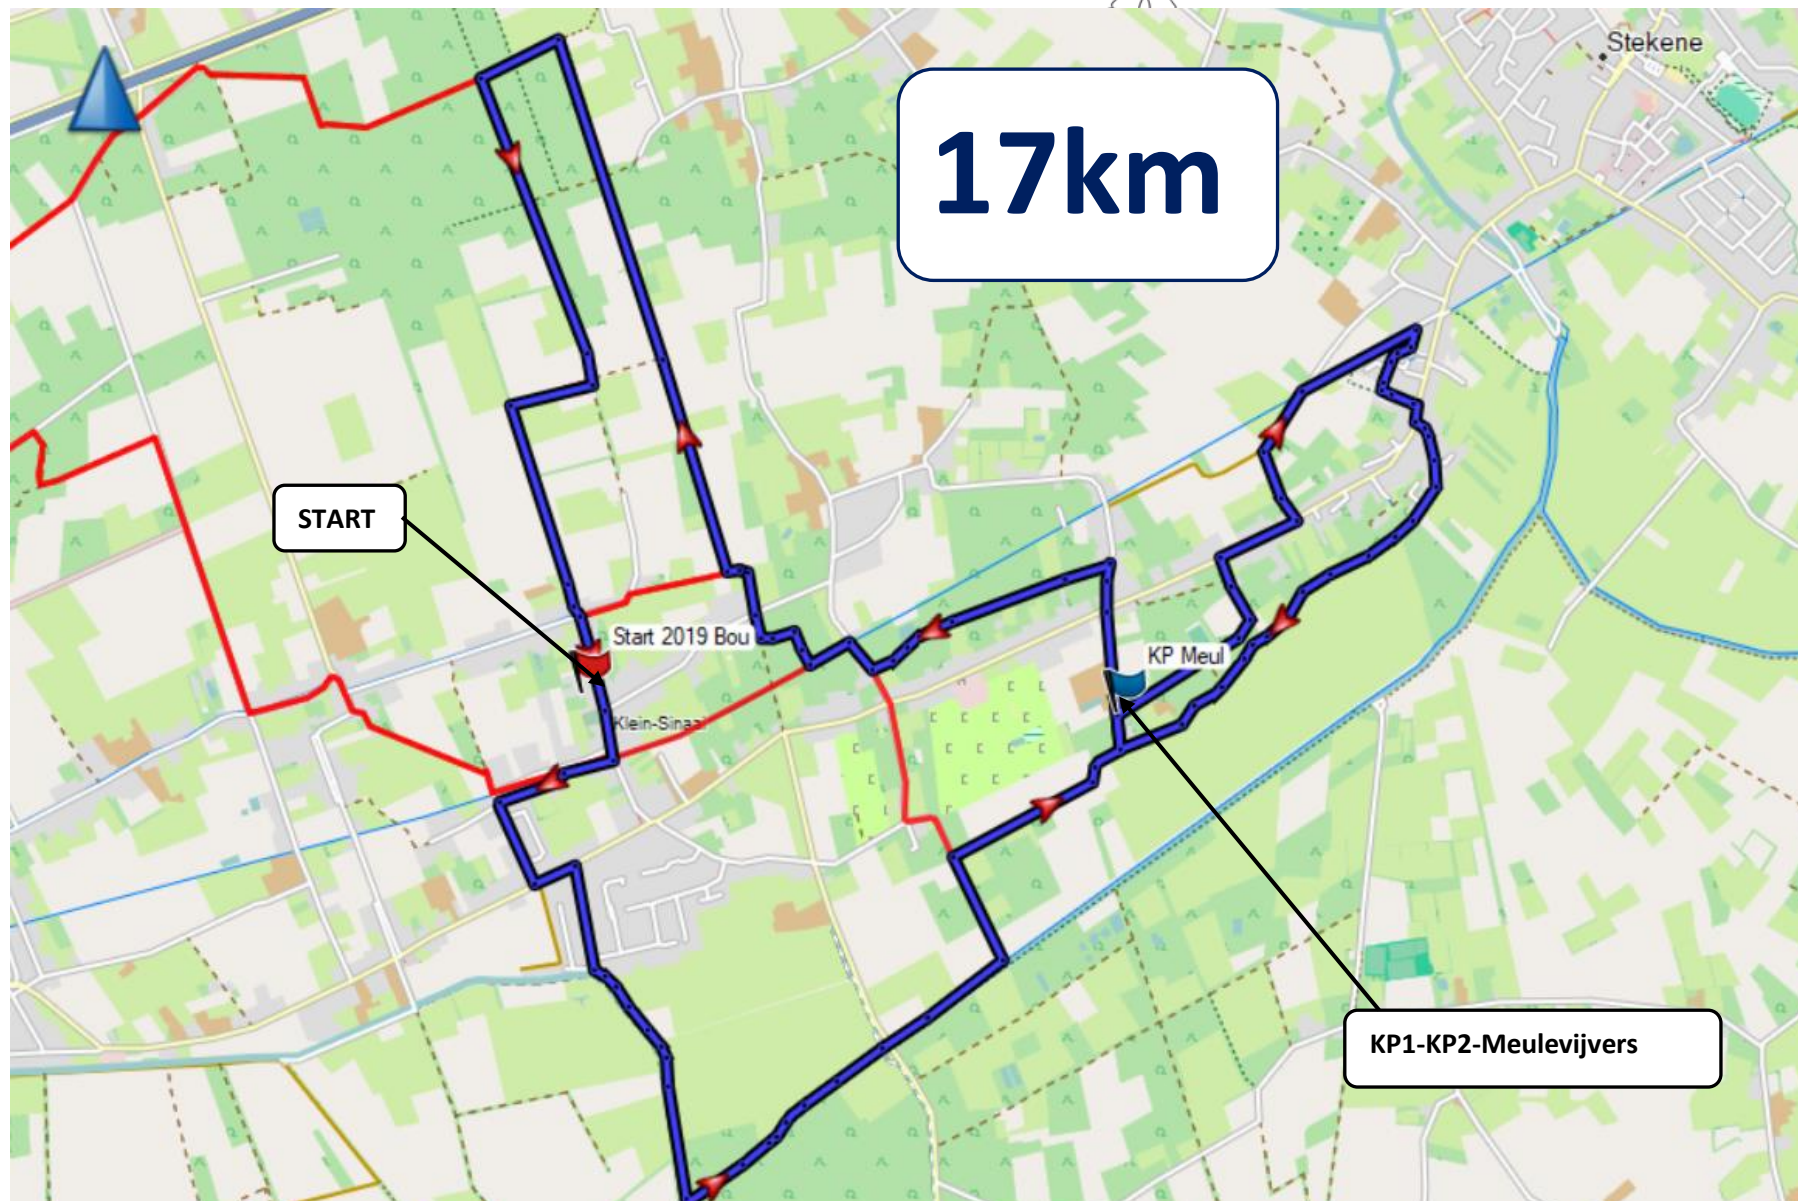 Stekene
17km
START
Start 2019 Bou
KP Meul
Klein-Sinaai
KP1-KP2-Meulevijvers